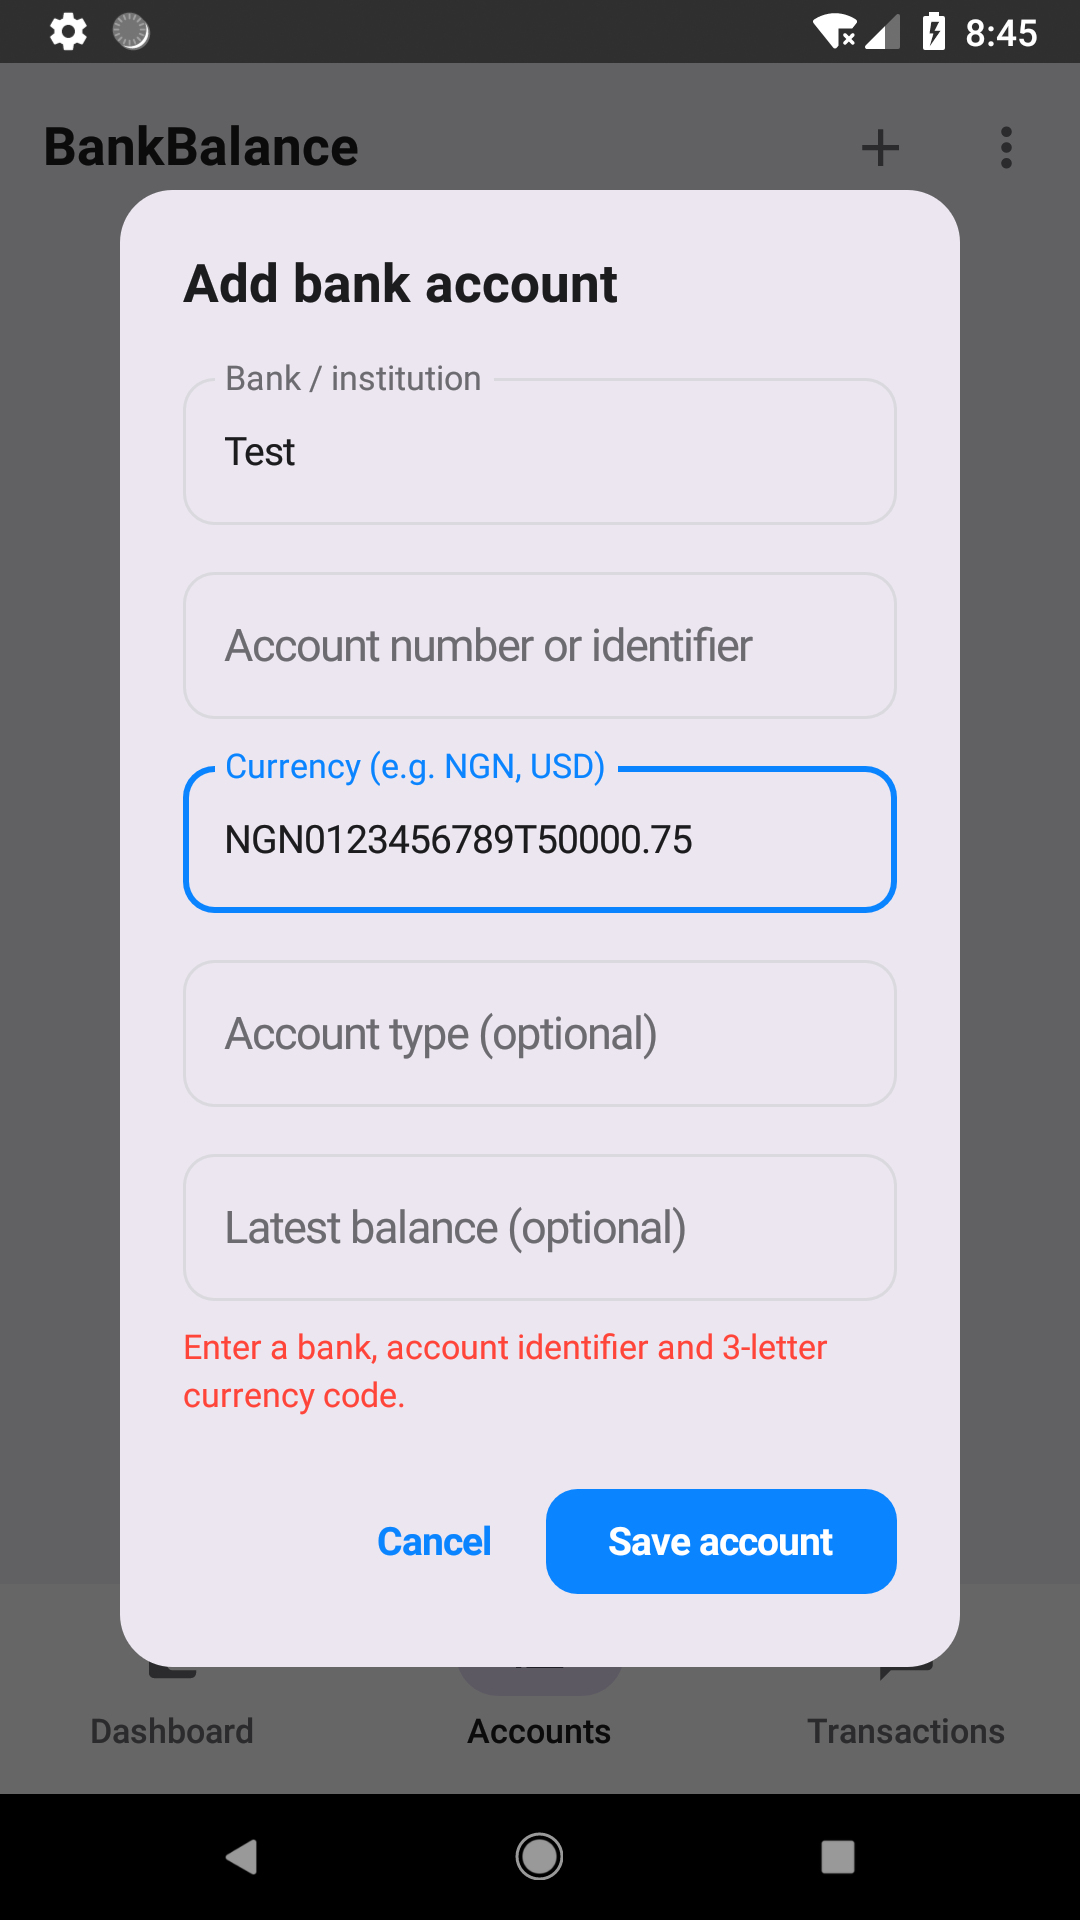 8:45
BankBalance
Add bank account
Bank / institution
Test
Account number or identifier
Currency (e.g. NGN, USD)
NGN0123456789T50000.75
Account type (optional)
Latest balance (optional)
Enter a bank, account identifier and 3-letter
currency code.
Cancel
Save account
Dashboard
Accounts
Transactions